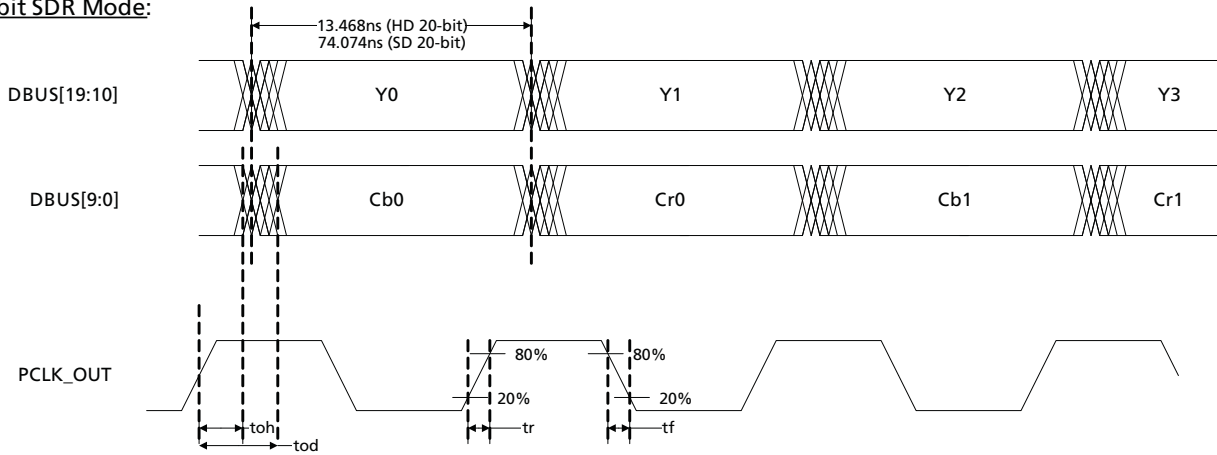 bit SDR Mode:
13.468ns (HD 20-bit)
74.074ns (SD 20-bit)
DBUS[19:10]
Y0
Y1
Y2
Y3
DBUS[9:0]
Cb0
Cr0
Cb1
Cr1
80%
80%
PCLK_OUT
20%
20%
toh
tr
tf
tod